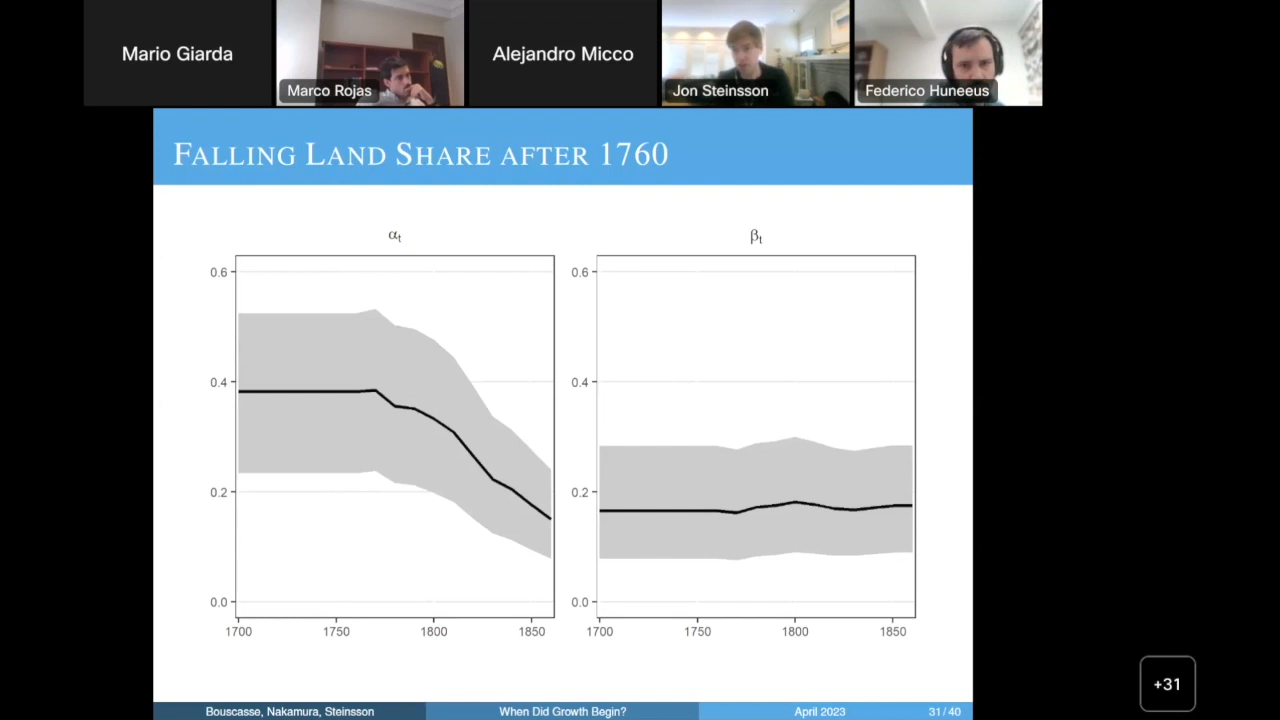 Mario Giarda
Marco Rojas
Alejandro Micco
Jon Steinsson
Federico Huneeus
FALLING LAND SHARE AFTER 1760
αt
βt
0.6
0.4
0.2
0.0
1700 1750 1800 1850
0.6
0.4
0.2
0.0
1700 1750 1800 1850
+31
Bouscasse, Nakamura, Steinsson When Did Growth Begin? April 2023 31 / 40